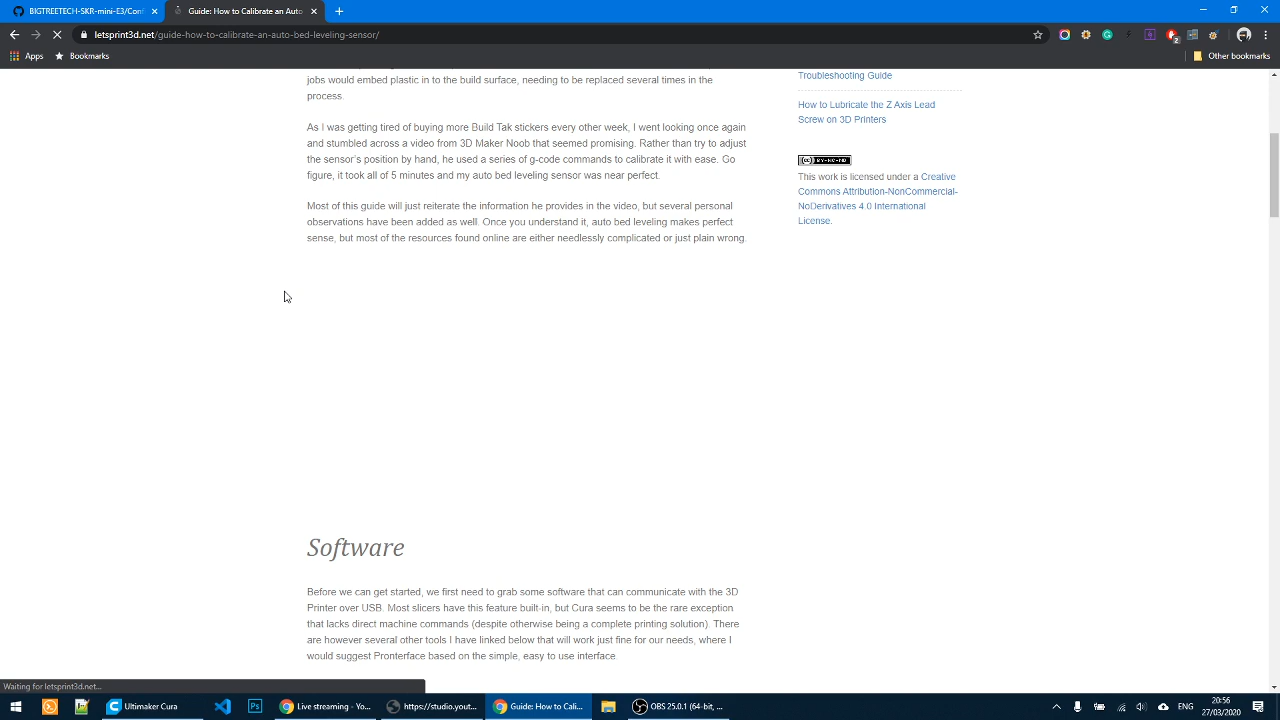 BIGTREETECH-SKR-mini-E3/Conf
Guide: How to Calibrate an Auto
letsprint3d.net/guide-how-to-calibrate-an-auto-bed-leveling-sensor/
2
Apps
Bookmarks
Other bookmarks
jobs would embed plastic in to the build surface, needing to be replaced several times in the
process.
As I was getting tired of buying more Build Tak stickers every other week, I went looking once again
and stumbled across a video from 3D Maker Noob that seemed promising. Rather than try to adjust
the sensor's position by hand, he used a series of g-code commands to calibrate it with ease. Go
figure, it took all of 5 minutes and my auto bed leveling sensor was near perfect.
Most of this guide will just reiterate the information he provides in the video, but several personal
observations have been added as well. Once you understand it, auto bed leveling makes perfect
sense, but most of the resources found online are either needlessly complicated or just plain wrong.
Software
Before we can get started, we first need to grab some software that can communicate with the 3D
Printer over USB. Most slicers have this feature built-in, but Cura seems to be the rare exception
that lacks direct machine commands (despite otherwise being a complete printing solution). There
are however several other tools I have linked below that will work just fine for our needs, where I
would suggest Pronterface based on the simple, easy to use interface.
Troubleshooting Guide
How to Lubricate the Z Axis Lead
Screw on 3D Printers
cc BY-NC-ND
This work is licensed under a Creative
Commons Attribution-NonCommercial-
NoDerivatives 4.0 International
License.
Waiting for letsprint3d.net...
Ultimaker Cura
Ps
Live streaming - Yo...
https://studio.yout...
Guide: How to Cali...
OBS 25.0.1 (64-bit, ...
ENG
20:56
27/03/2020